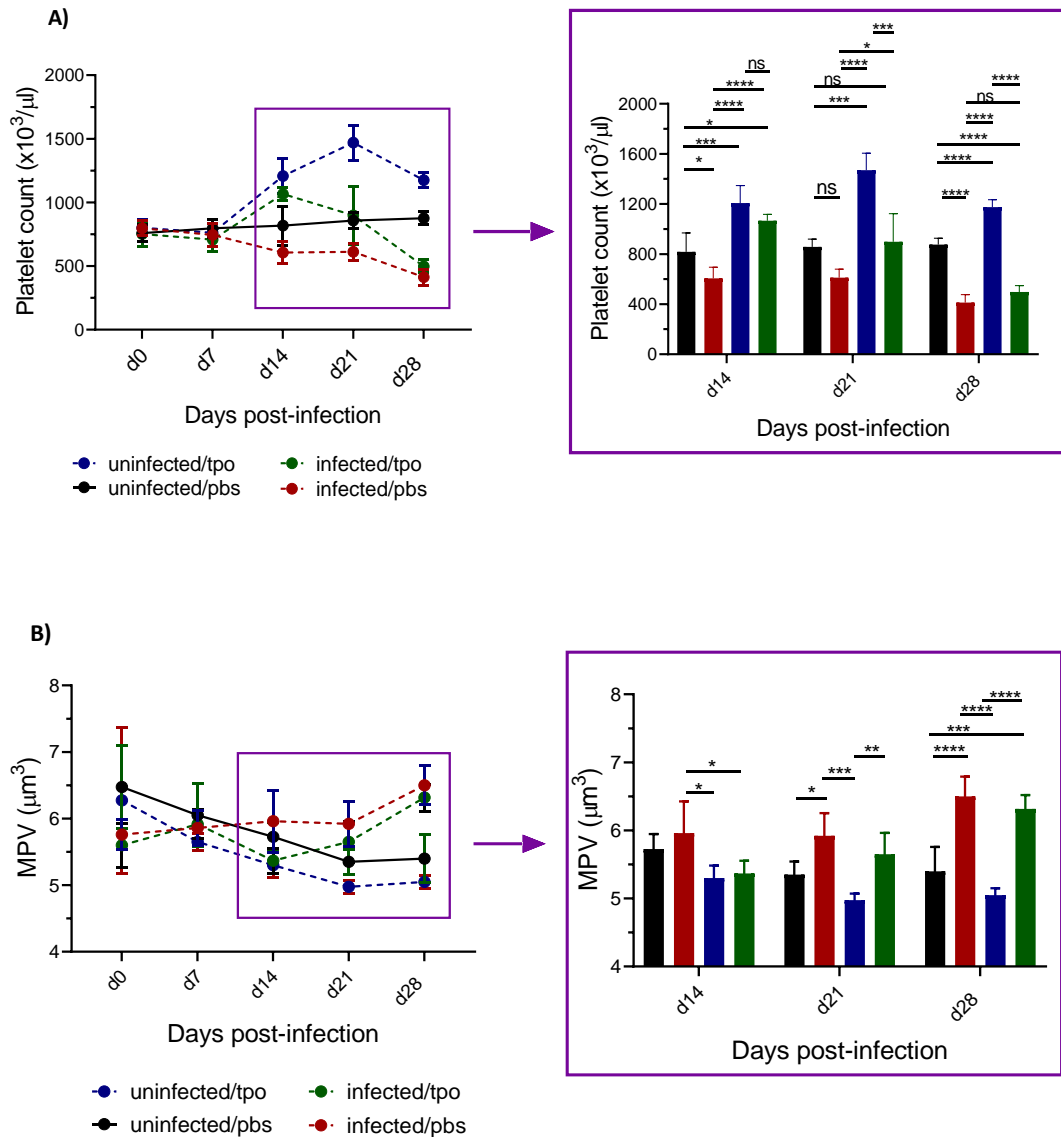 A)
Platelet count (x10³/µl)
2000
1500
1000
500
0
d0 d7 d14 d21 d28
Days post-infection
uninfected/tpo infected/tpo
uninfected/pbs infected/pbs
Platelet count (x10³/µl)
2000
1600
1200
800
400
0
* *** * **** **** ns
ns *** ns **** * ***
**** **** **** **** ns ****
d14 d21 d28
Days post-infection
B)
MPV (µm³)
8
7
6
5
4
d0 d7 d14 d21 d28
Days post-infection
uninfected/tpo infected/tpo
uninfected/pbs infected/pbs
MPV (µm³)
8
7
6
5
4
* *
* *** **
**** *** **** ****
d14 d21 d28
Days post-infection